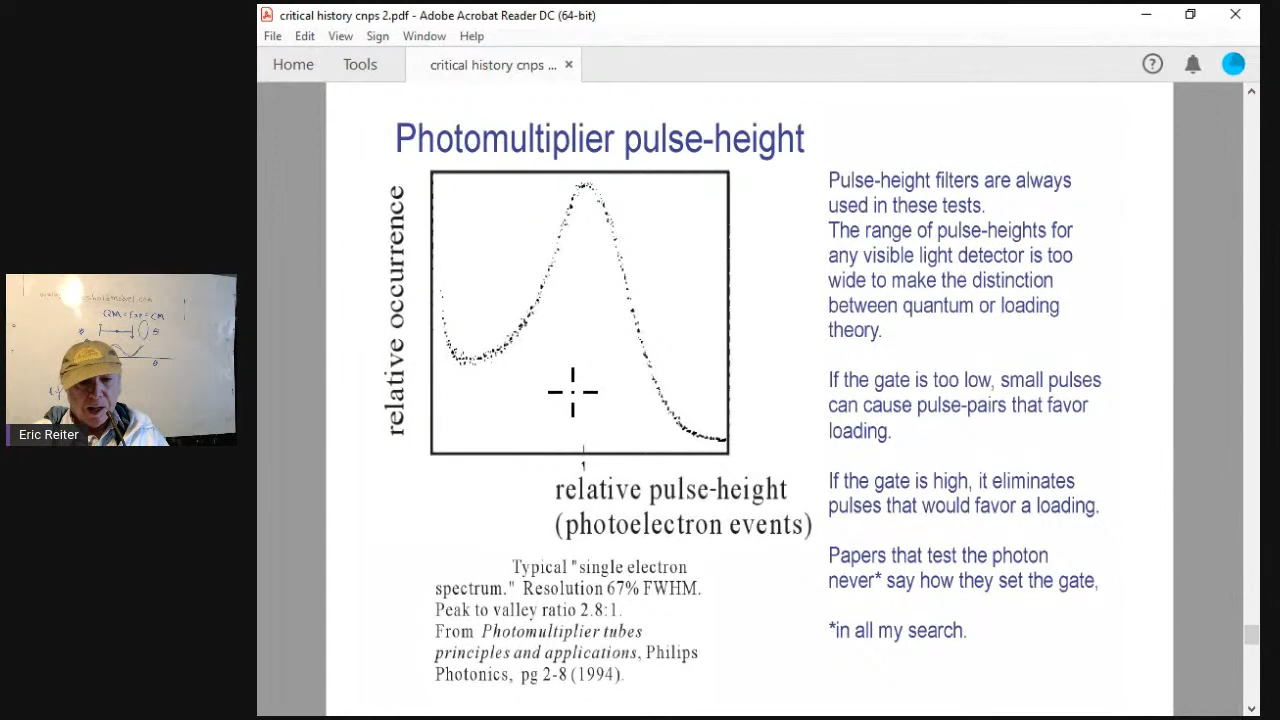 critical history cnps 2.pdf - Adobe Acrobat Reader DC (64-bit)
File Edit View Sign Window Help
Home Tools critical history cnps ...
Photomultiplier pulse-height
relative occurrence
1
relative pulse-height
(photoelectron events)
Typical "single electron
spectrum." Resolution 67% FWHM.
Peak to valley ratio 2.8:1.
From Photomultiplier tubes
principles and applications, Philips
Photonics, pg 2-8 (1994).
Pulse-height filters are always
used in these tests.
The range of pulse-heights for
any visible light detector is too
wide to make the distinction
between quantum or loading
theory.
If the gate is too low, small pulses
can cause pulse-pairs that favor
loading.
If the gate is high, it eliminates
pulses that would favor a loading.
Papers that test the photon
never* say how they set the gate,
*in all my search.
QM = Exp = CM
θ
θ
Eric Reiter